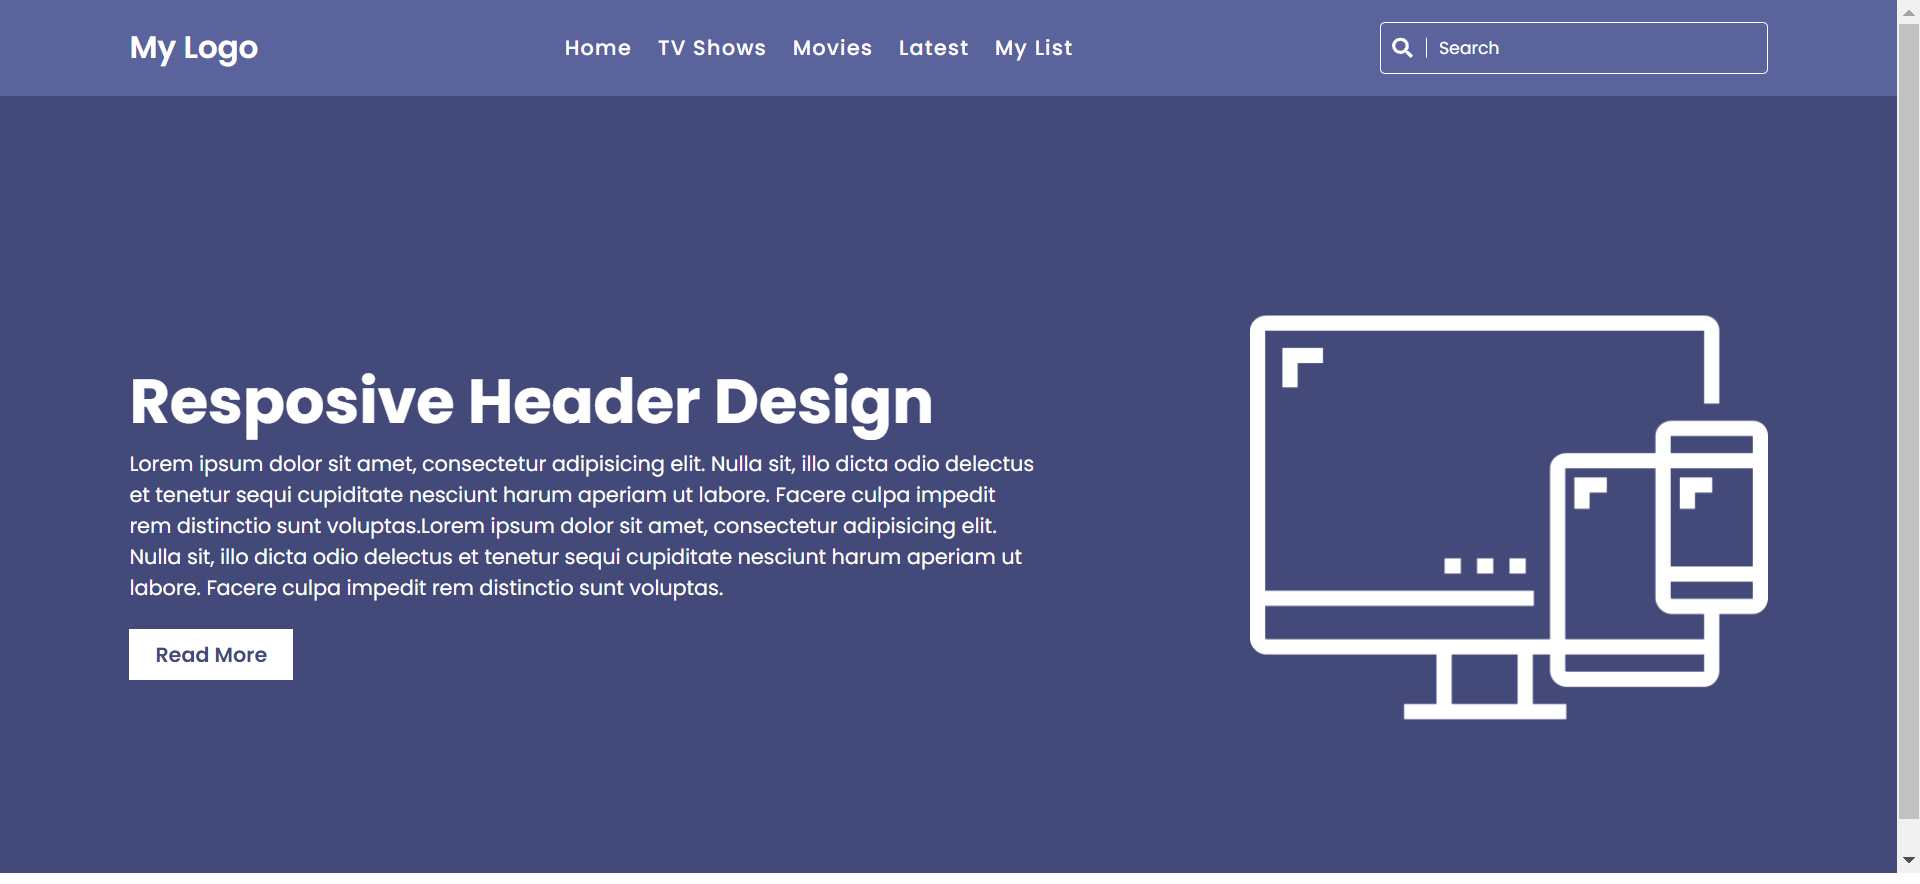 My Logo
Home TV Shows Movies Latest My List
Search
Resposive Header Design
Lorem ipsum dolor sit amet, consectetur adipisicing elit. Nulla sit, illo dicta odio delectus
et tenetur sequi cupiditate nesciunt harum aperiam ut labore. Facere culpa impedit
rem distinctio sunt voluptas.Lorem ipsum dolor sit amet, consectetur adipisicing elit.
Nulla sit, illo dicta odio delectus et tenetur sequi cupiditate nesciunt harum aperiam ut
labore. Facere culpa impedit rem distinctio sunt voluptas.
Read More